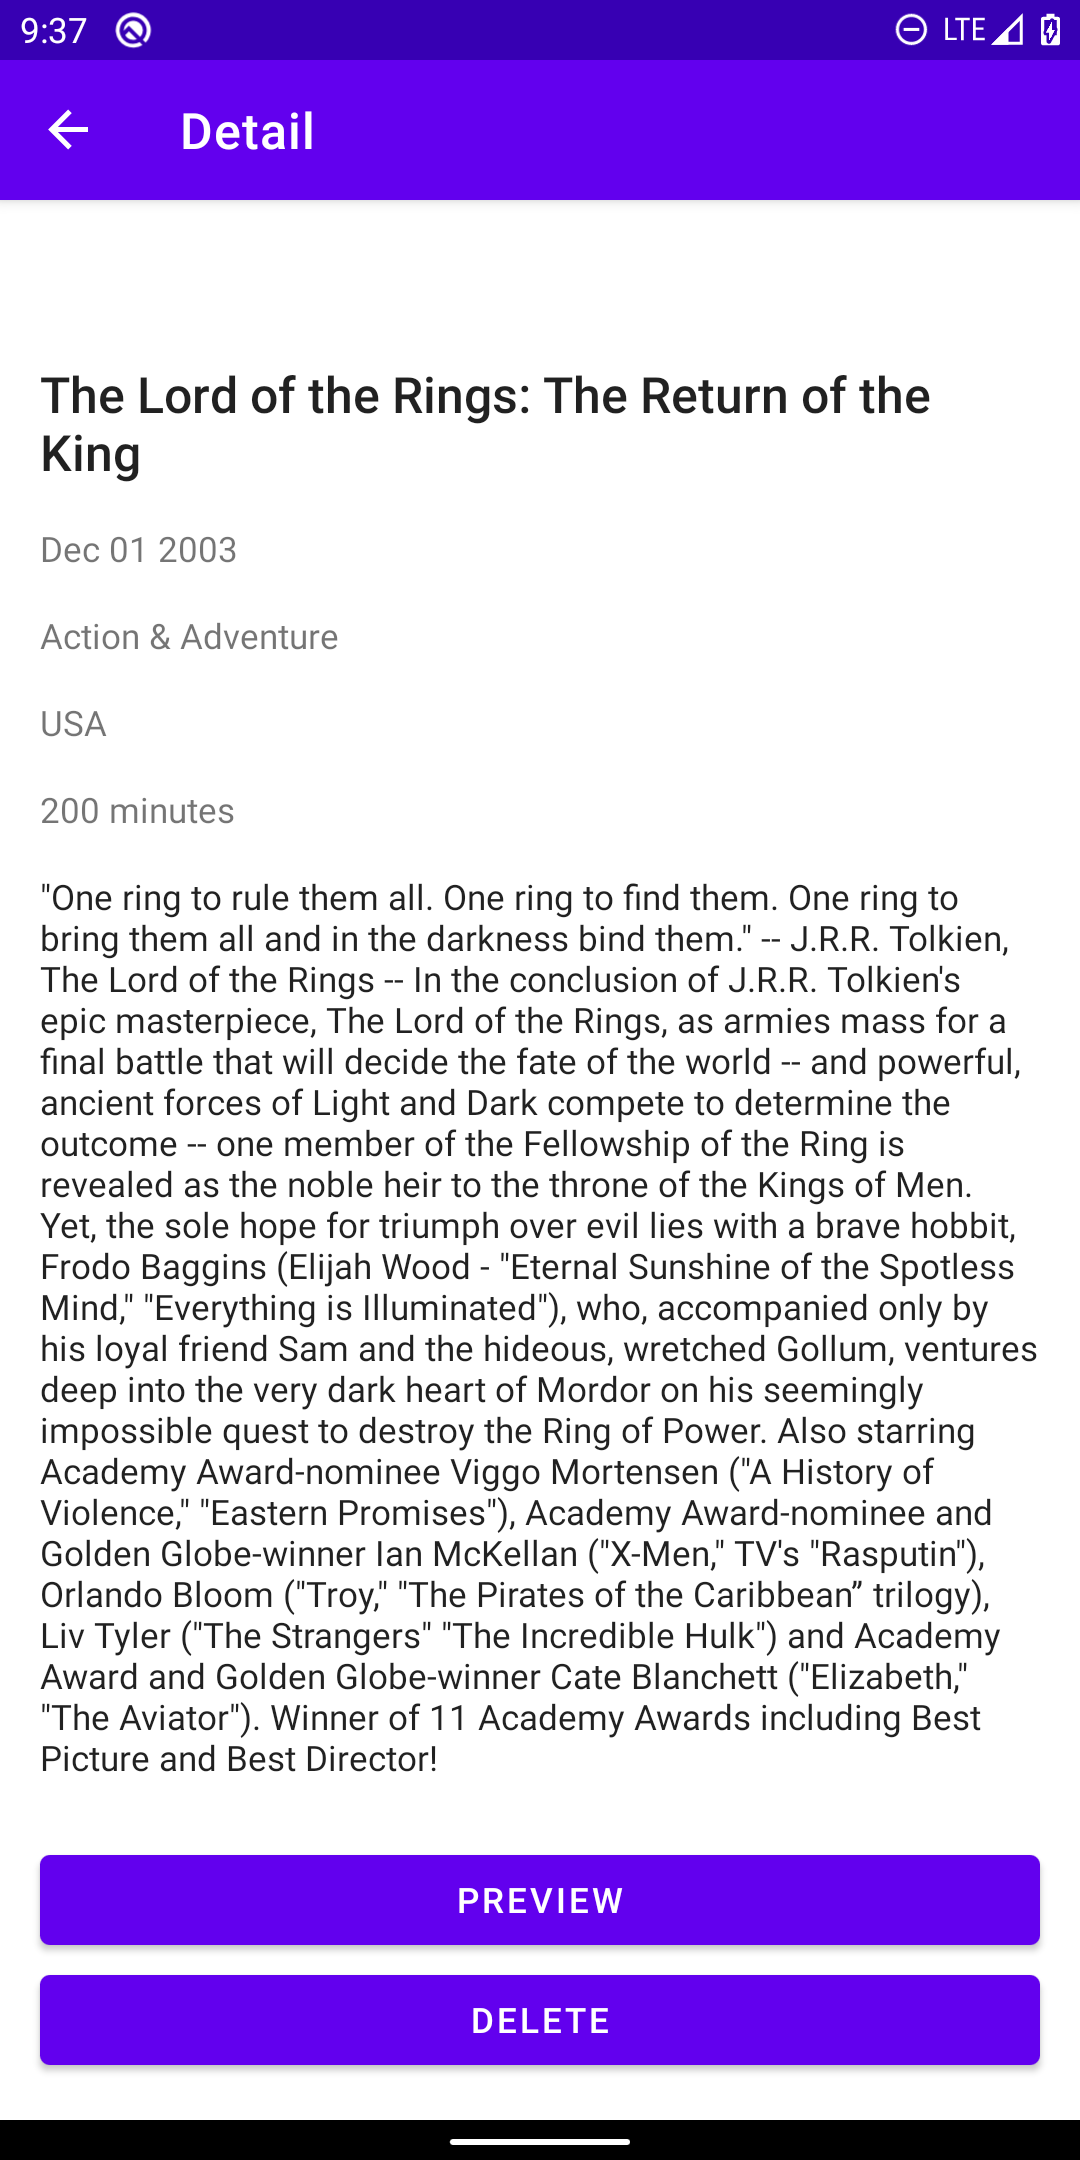 9:37
LTE
Detail
The Lord of the Rings: The Return of the
King
Dec 01 2003
Action & Adventure
USA
200 minutes
"One ring to rule them all. One ring to find them. One ring to
bring them all and in the darkness bind them." -- J.R.R. Tolkien,
The Lord of the Rings -- In the conclusion of J.R.R. Tolkien's
epic masterpiece, The Lord of the Rings, as armies mass for a
final battle that will decide the fate of the world -- and powerful,
ancient forces of Light and Dark compete to determine the
outcome -- one member of the Fellowship of the Ring is
revealed as the noble heir to the throne of the Kings of Men.
Yet, the sole hope for triumph over evil lies with a brave hobbit,
Frodo Baggins (Elijah Wood - "Eternal Sunshine of the Spotless
Mind," "Everything is Illuminated"), who, accompanied only by
his loyal friend Sam and the hideous, wretched Gollum, ventures
deep into the very dark heart of Mordor on his seemingly
impossible quest to destroy the Ring of Power. Also starring
Academy Award-nominee Viggo Mortensen ("A History of
Violence," "Eastern Promises"), Academy Award-nominee and
Golden Globe-winner Ian McKellan ("X-Men," TV's "Rasputin"),
Orlando Bloom ("Troy," "The Pirates of the Caribbean” trilogy),
Liv Tyler ("The Strangers" "The Incredible Hulk") and Academy
Award and Golden Globe-winner Cate Blanchett ("Elizabeth,"
"The Aviator"). Winner of 11 Academy Awards including Best
Picture and Best Director!
PREVIEW
DELETE